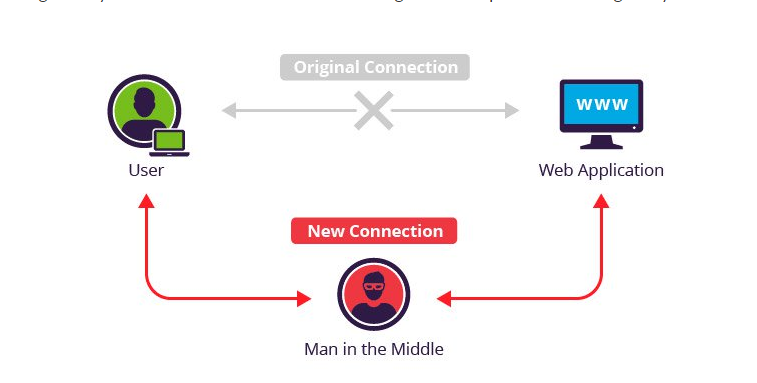 Original Connection
WWW
User
Web Application
New Connection
Man in the Middle